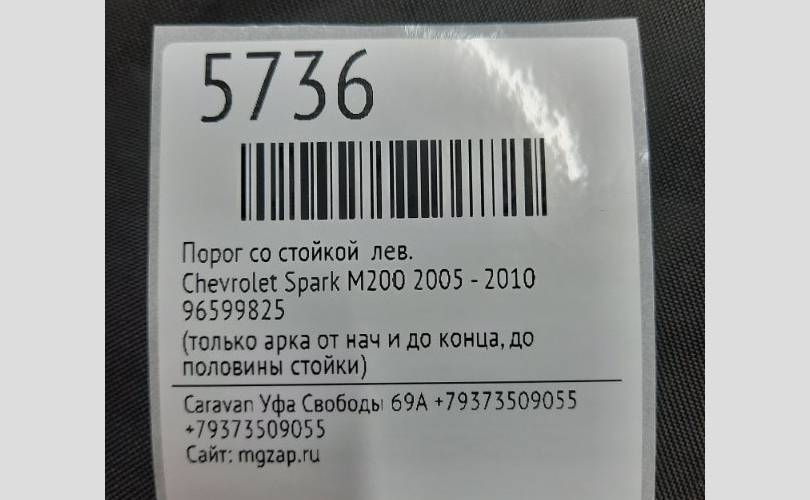 5736
Порог со стойкой лев.
Chevrolet Spark M200 2005 - 2010
96599825
(только арка от нач и до конца, до
половины стойки)
Caravan Уфа Свободы 69А +79373509055
+79373509055
Сайт: mgzap.ru